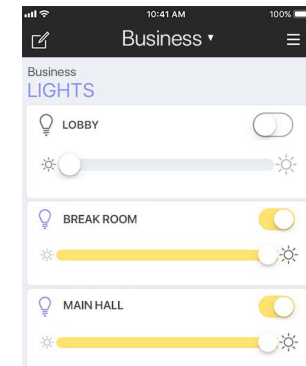 10:41 AM
100%
Business
Business
LIGHTS
LOBBY
BREAK ROOM
MAIN HALL